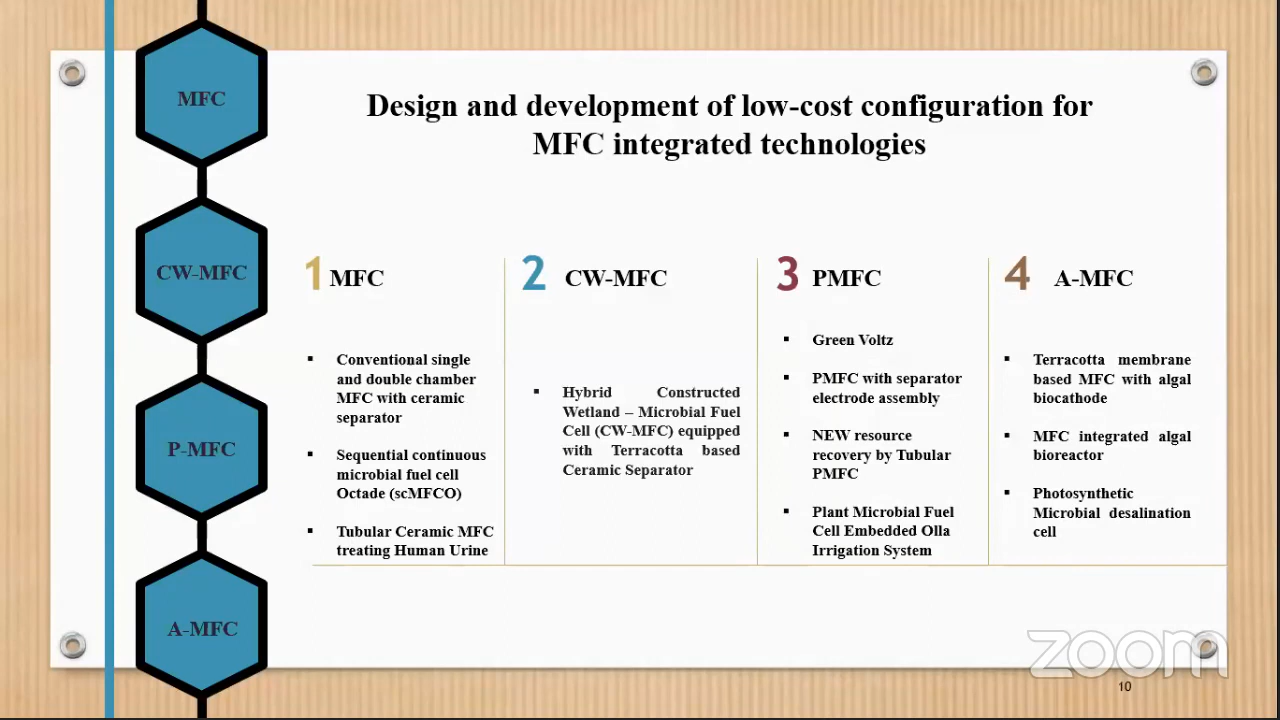 MFC
CW-MFC
P-MFC
A-MFC
Design and development of low-cost configuration for
MFC integrated technologies
1 MFC
Conventional single
and double chamber
MFC with ceramic
separator
Sequential continuous
microbial fuel cell
Octade (scMFCO)
Tubular Ceramic MFC
treating Human Urine
2 CW-MFC
Hybrid Constructed
Wetland – Microbial Fuel
Cell (CW-MFC) equipped
with Terracotta based
Ceramic Separator
3 PMFC
Green Voltz
PMFC with separator
electrode assembly
NEW resource
recovery by Tubular
PMFC
Plant Microbial Fuel
Cell Embedded Olla
Irrigation System
4 A-MFC
Terracotta membrane
based MFC with algal
biocathode
MFC integrated algal
bioreactor
Photosynthetic
Microbial desalination
cell
zoom
10